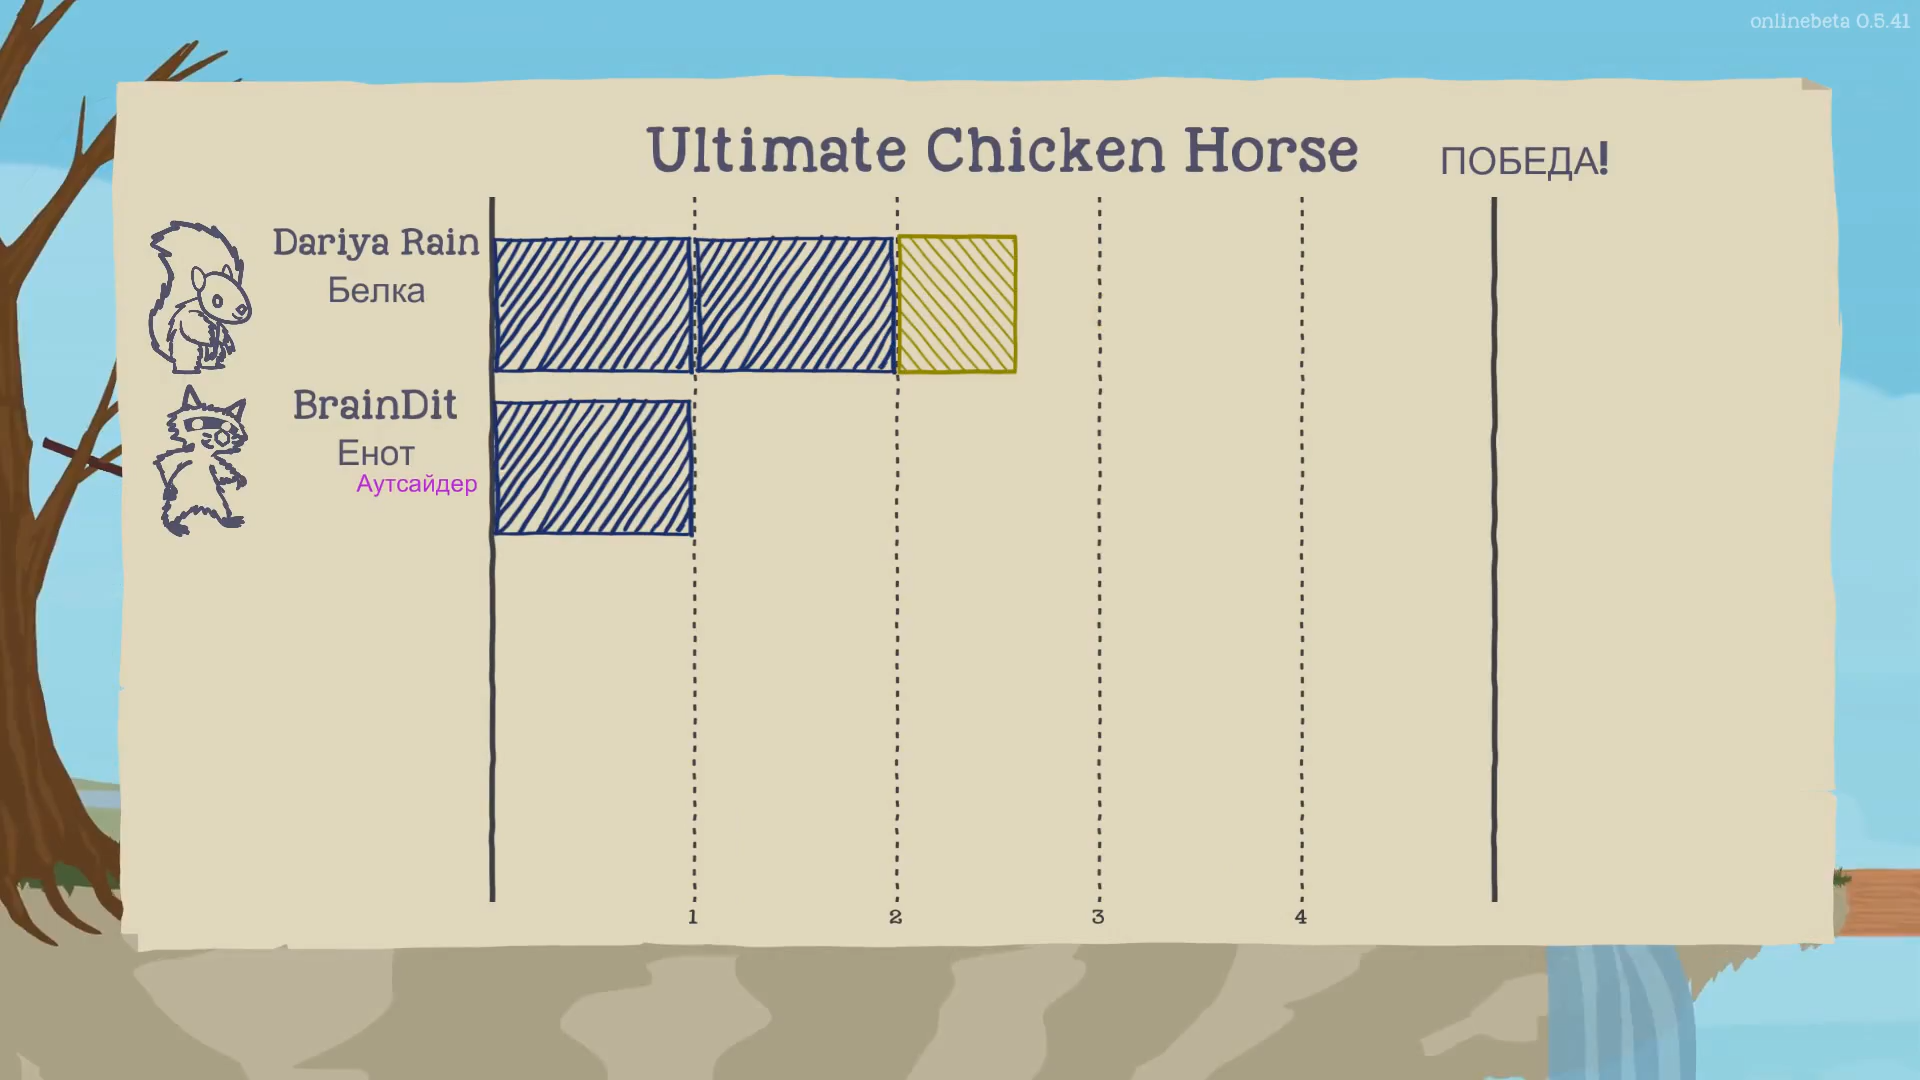 onlinebeta 0.5.41
Ultimate Chicken Horse
ПОБЕДА!
Dariya Rain
Белка
BrainDit
Енот
Аутсайдер
1 2 3 4